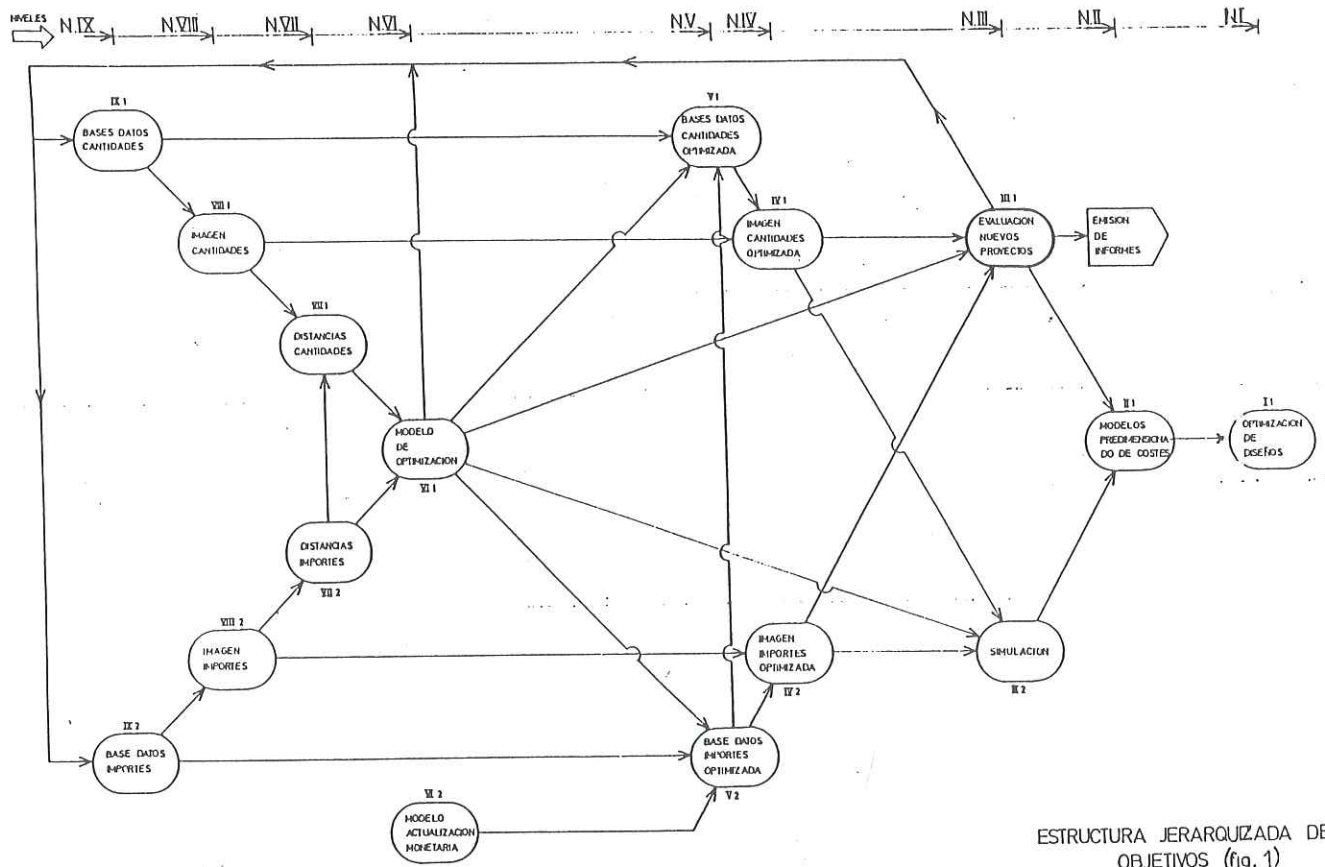 NIVELES
N.IX
N.VIII
N.VII
N.VI
N.V
N.IV
N.III
N.II
N.I
IX 1
BASES DATOS
CANTIDADES
VIII 1
IMAGEN
CANTIDADES
VII 1
DISTANCIAS
CANTIDADES
MODELO
DE
OPTIMIZACION
VI 1
DISTANCIAS
IMPORTES
VII 2
VIII 2
IMAGEN
IMPORTES
IX 2
BASE DATOS
IMPORTES
VI 2
MODELO
ACTUALIZACION
MONETARIA
V 1
BASES DATOS
CANTIDADES
OPTIMIZADA
IV 1
IMAGEN
CANTIDADES
OPTIMIZADA
IMAGEN
IMPORTES
OPTIMIZADA
IV 2
BASE DATOS
IMPORTES
OPTIMIZADA
V 2
III 1
EVALUACION
NUEVOS
PROYECTOS
EMISION
DE
INFORMES
II 1
MODELOS
PREDIMENSIONA
DO DE COSTES
I 1
OPTIMIZACION
DE
DISEÑOS
SIMULACION
ESTRUCTURA JERARQUIZADA DE
OBJETIVOS (fig. 1)